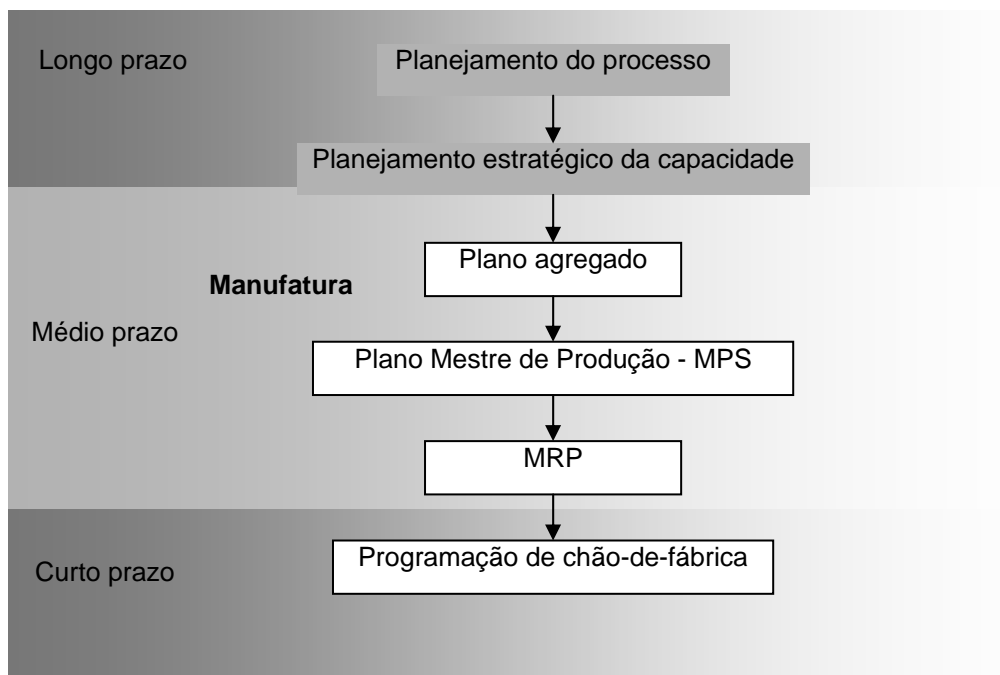 Longo prazo
Planejamento do processo
Planejamento estratégico da capacidade
Plano agregado
Manufatura
Médio prazo
Plano Mestre de Produção - MPS
MRP
Programação de chão-de-fábrica
Curto prazo